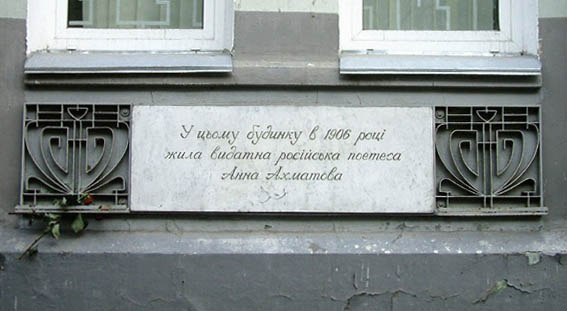 У цьому будинку в 1906 році
жила видатна російська поетеса
Анна Ахматова